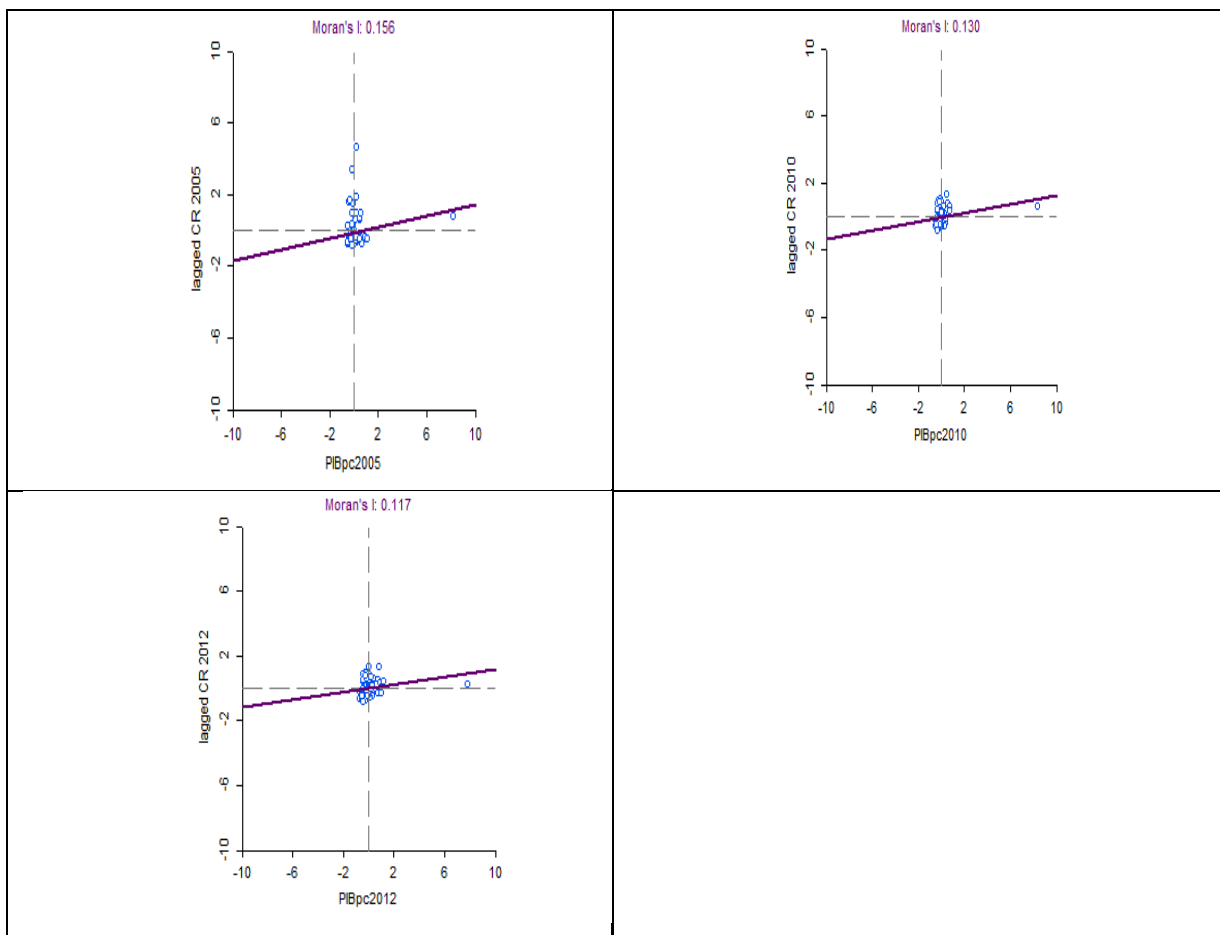 Moran's I: 0.156
10
6
2
-2
-6
-10
lagged CR 2005
-10 -6 -2 2 6 10
PIBpc2005
Moran's I: 0.130
10
6
2
-2
-6
-10
lagged CR 2010
-10 -6 -2 2 6 10
PIBpc2010
Moran's I: 0.117
10
6
2
-2
-6
-10
lagged CR 2012
-10 -6 -2 2 6 10
PIBpc2012